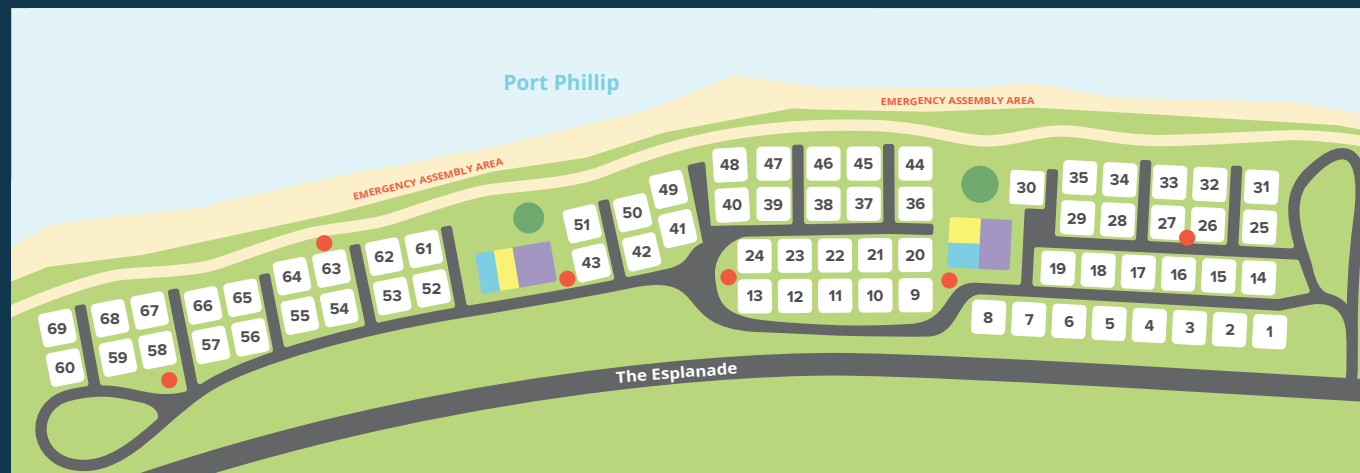 Port Phillip
EMERGENCY ASSEMBLY AREA
EMERGENCY ASSEMBLY AREA
48 47 46 45 44
40 39 38 37 36
35 34 33 32 31
30
29 28 27 26 25
49
50 41
51 42
43
24 23 22 21 20
13 12 11 10 9
19 18 17 16 15 14
8 7 6 5 4 3 2 1
62 61
53 52
64 63
55 54
66 65
57 56
68 67
59 58
69
60
The Esplanade